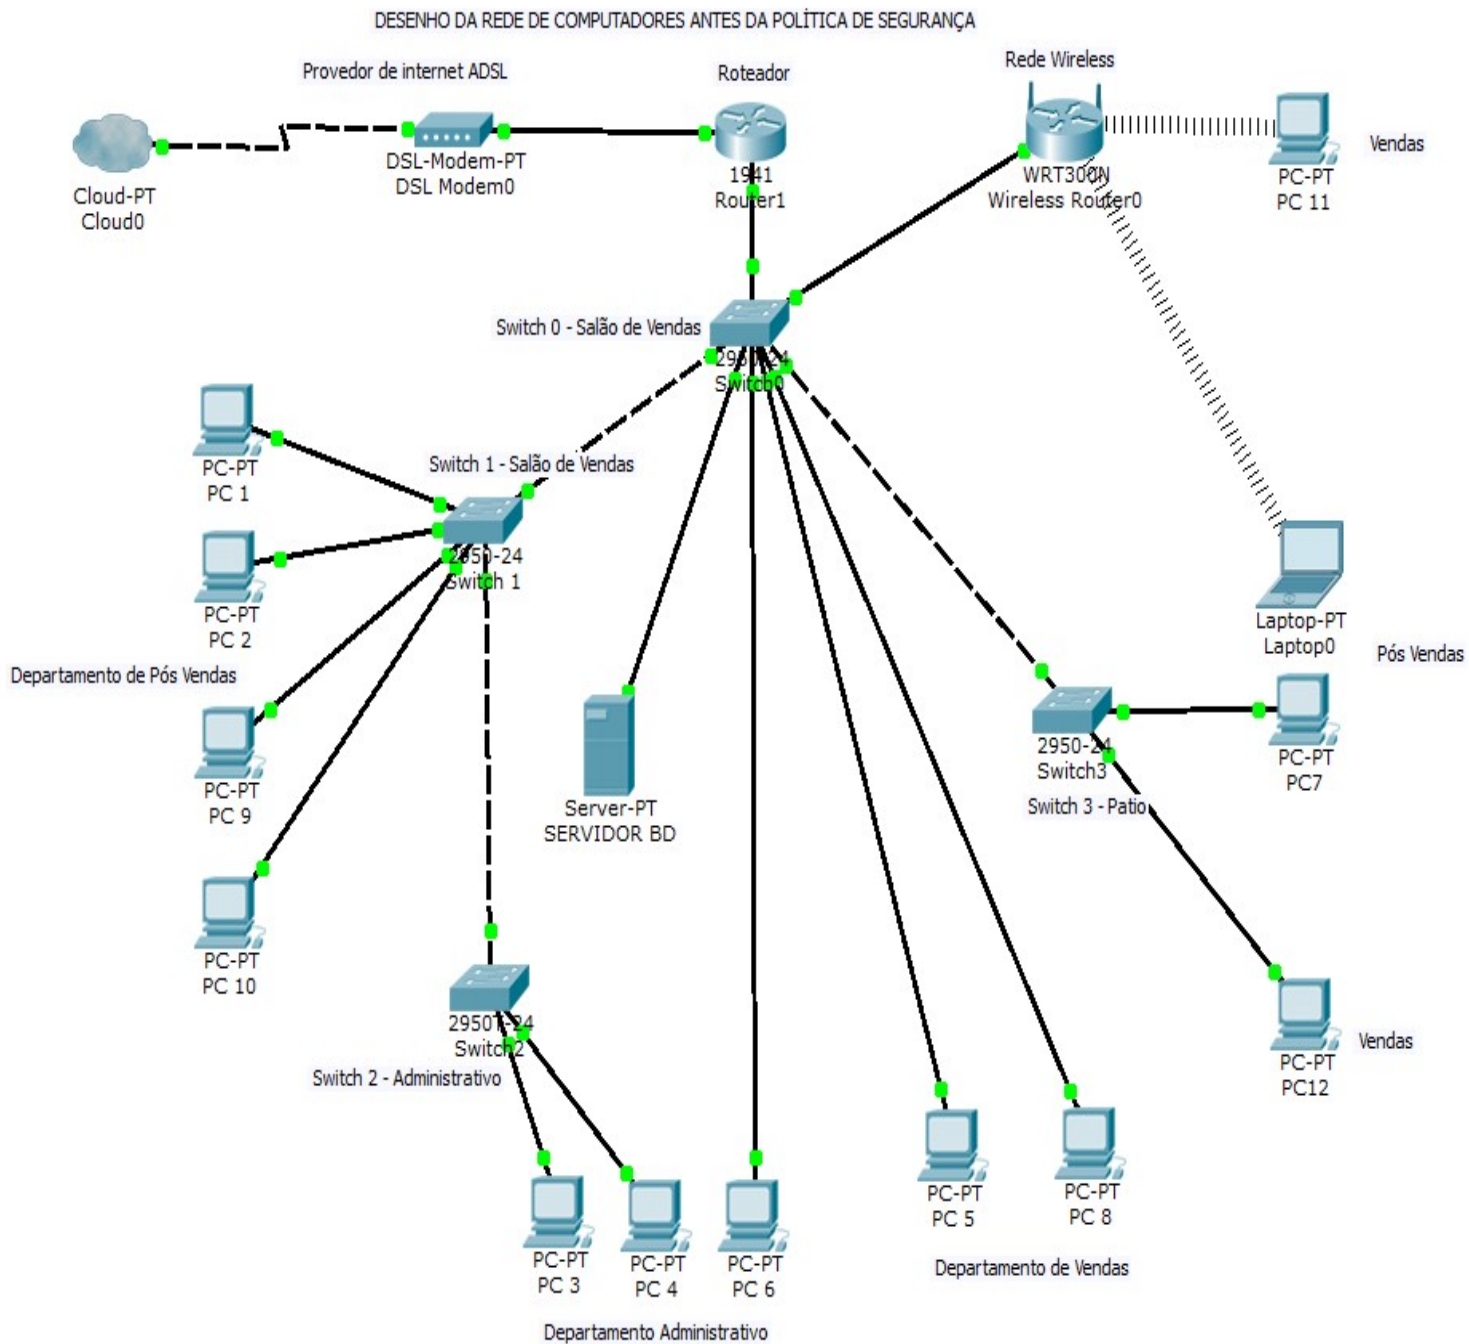 DESENHO DA REDE DE COMPUTADORES ANTES DA POLÍTICA DE SEGURANÇA
Provedor de internet ADSL
Roteador
Rede Wireless
Cloud-PT
Cloud0
DSL-Modem-PT
DSL Modem0
1941
Router1
WRT300N
Wireless Router0
PC-PT
PC 11
Vendas
Switch 0 - Salão de Vendas
2950-24
Switch0
PC-PT
PC 1
Switch 1 - Salão de Vendas
2950-24
Switch 1
PC-PT
PC 2
Departamento de Pós Vendas
PC-PT
PC 9
PC-PT
PC 10
Server-PT
SERVIDOR BD
Laptop-PT
Laptop0
Pós Vendas
2950-24
Switch3
Switch 3 - Patio
PC-PT
PC7
PC-PT
PC12
Vendas
2950T-24
Switch2
Switch 2 - Administrativo
PC-PT
PC 3
PC-PT
PC 4
PC-PT
PC 6
Departamento Administrativo
PC-PT
PC 5
PC-PT
PC 8
Departamento de Vendas